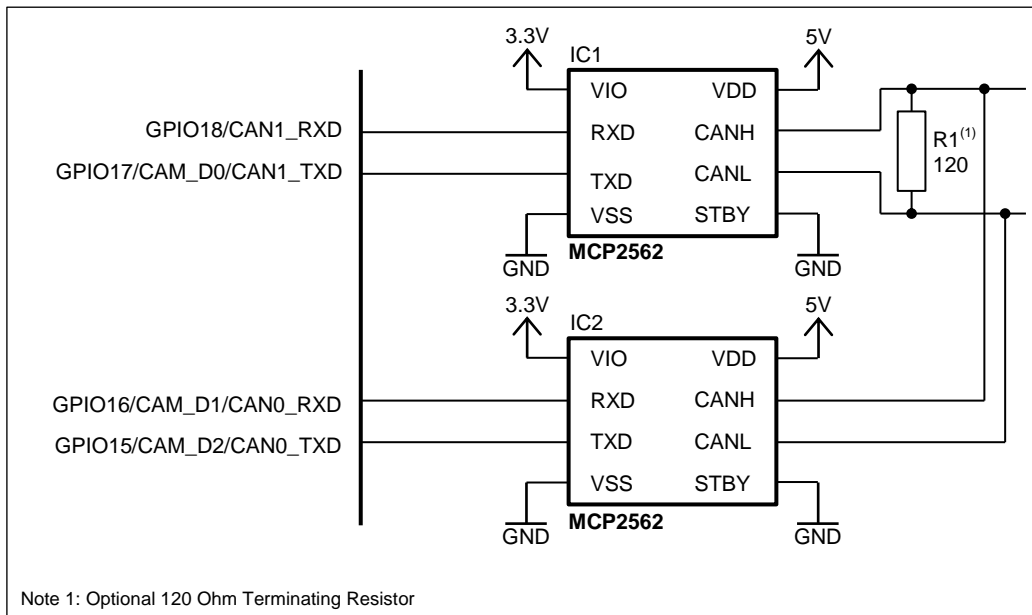 3.3V
5V
IC1
VIO
VDD
GPIO18/CAN1_RXD
RXD
CANH
R1(1)
120
GPIO17/CAM_D0/CAN1_TXD
TXD
CANL
VSS
STBY
GND
MCP2562
GND
3.3V
5V
IC2
VIO
VDD
GPIO16/CAM_D1/CAN0_RXD
RXD
CANH
GPIO15/CAM_D2/CAN0_TXD
TXD
CANL
VSS
STBY
GND
MCP2562
GND
Note 1: Optional 120 Ohm Terminating Resistor